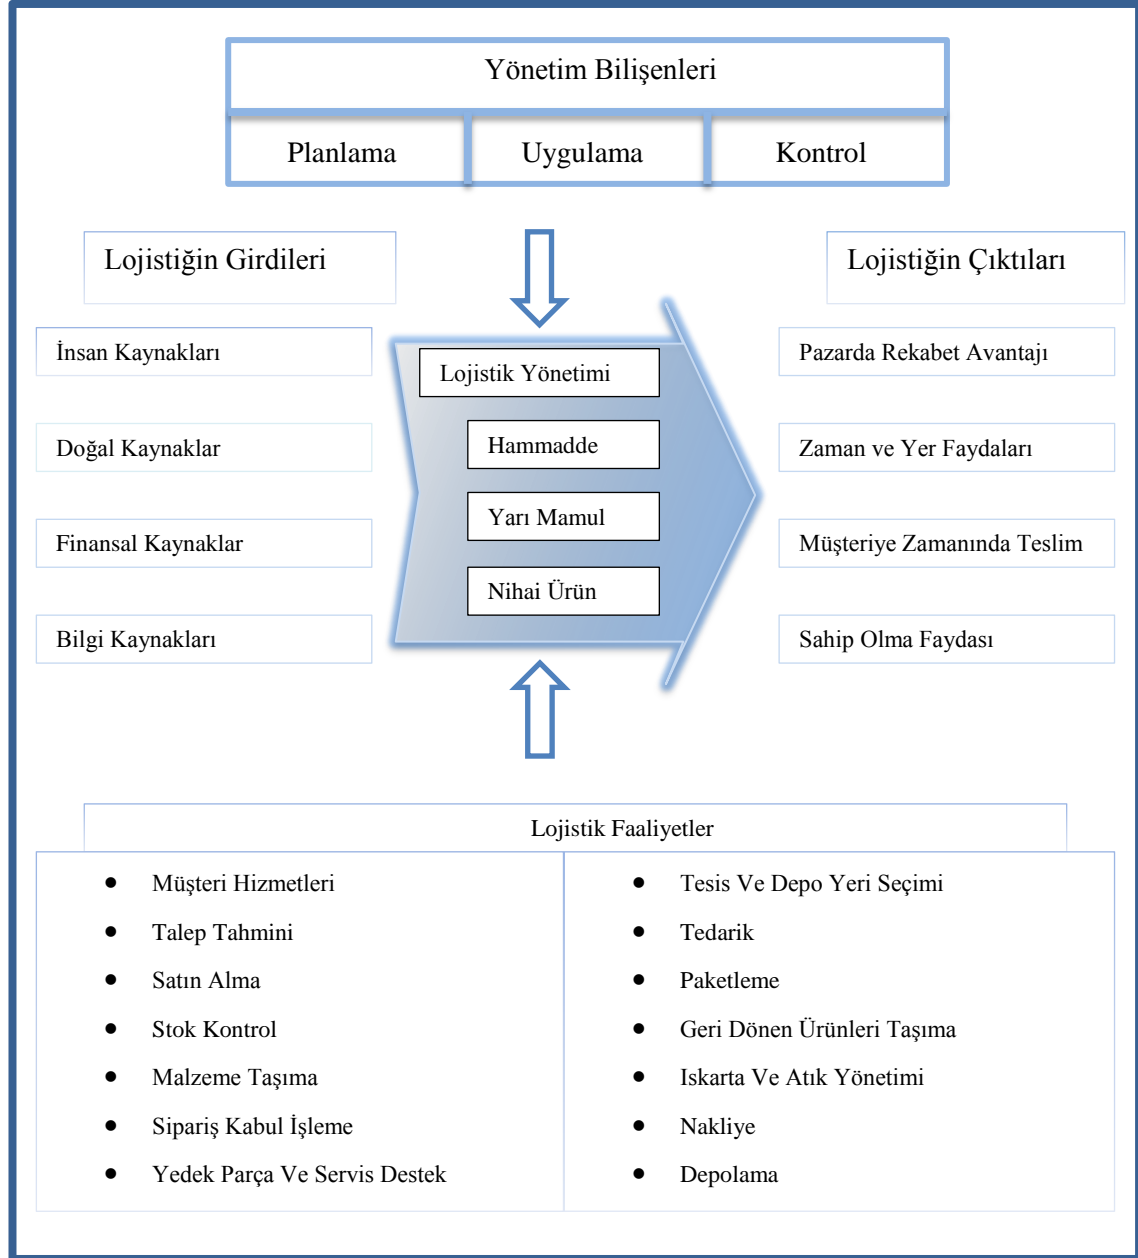 Yönetim Bilişenleri
Planlama
Uygulama
Kontrol
Lojistiğin Girdileri
İnsan Kaynakları
Doğal Kaynaklar
Finansal Kaynaklar
Bilgi Kaynakları
Lojistik Yönetimi
Hammadde
Yarı Mamul
Nihai Ürün
Lojistiğin Çıktıları
Pazarda Rekabet Avantajı
Zaman ve Yer Faydaları
Müşteriye Zamanında Teslim
Sahip Olma Faydası
Lojistik Faaliyetler
• Müşteri Hizmetleri
• Talep Tahmini
• Satın Alma
• Stok Kontrol
• Malzeme Taşıma
• Sipariş Kabul İşleme
• Yedek Parça Ve Servis Destek
• Tesis Ve Depo Yeri Seçimi
• Tedarik
• Paketleme
• Geri Dönen Ürünleri Taşıma
• Iskarta Ve Atık Yönetimi
• Nakliye
• Depolama